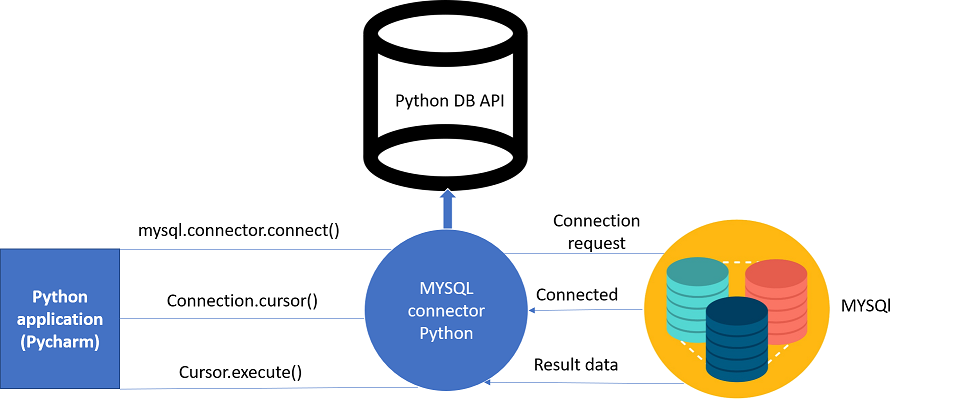 Python DB API
mysql.connector.connect()
Connection
request
Python
application
(Pycharm)
Connection.cursor()
MYSQL
connector
Python
Connected
MYSQl
Cursor.execute()
Result data